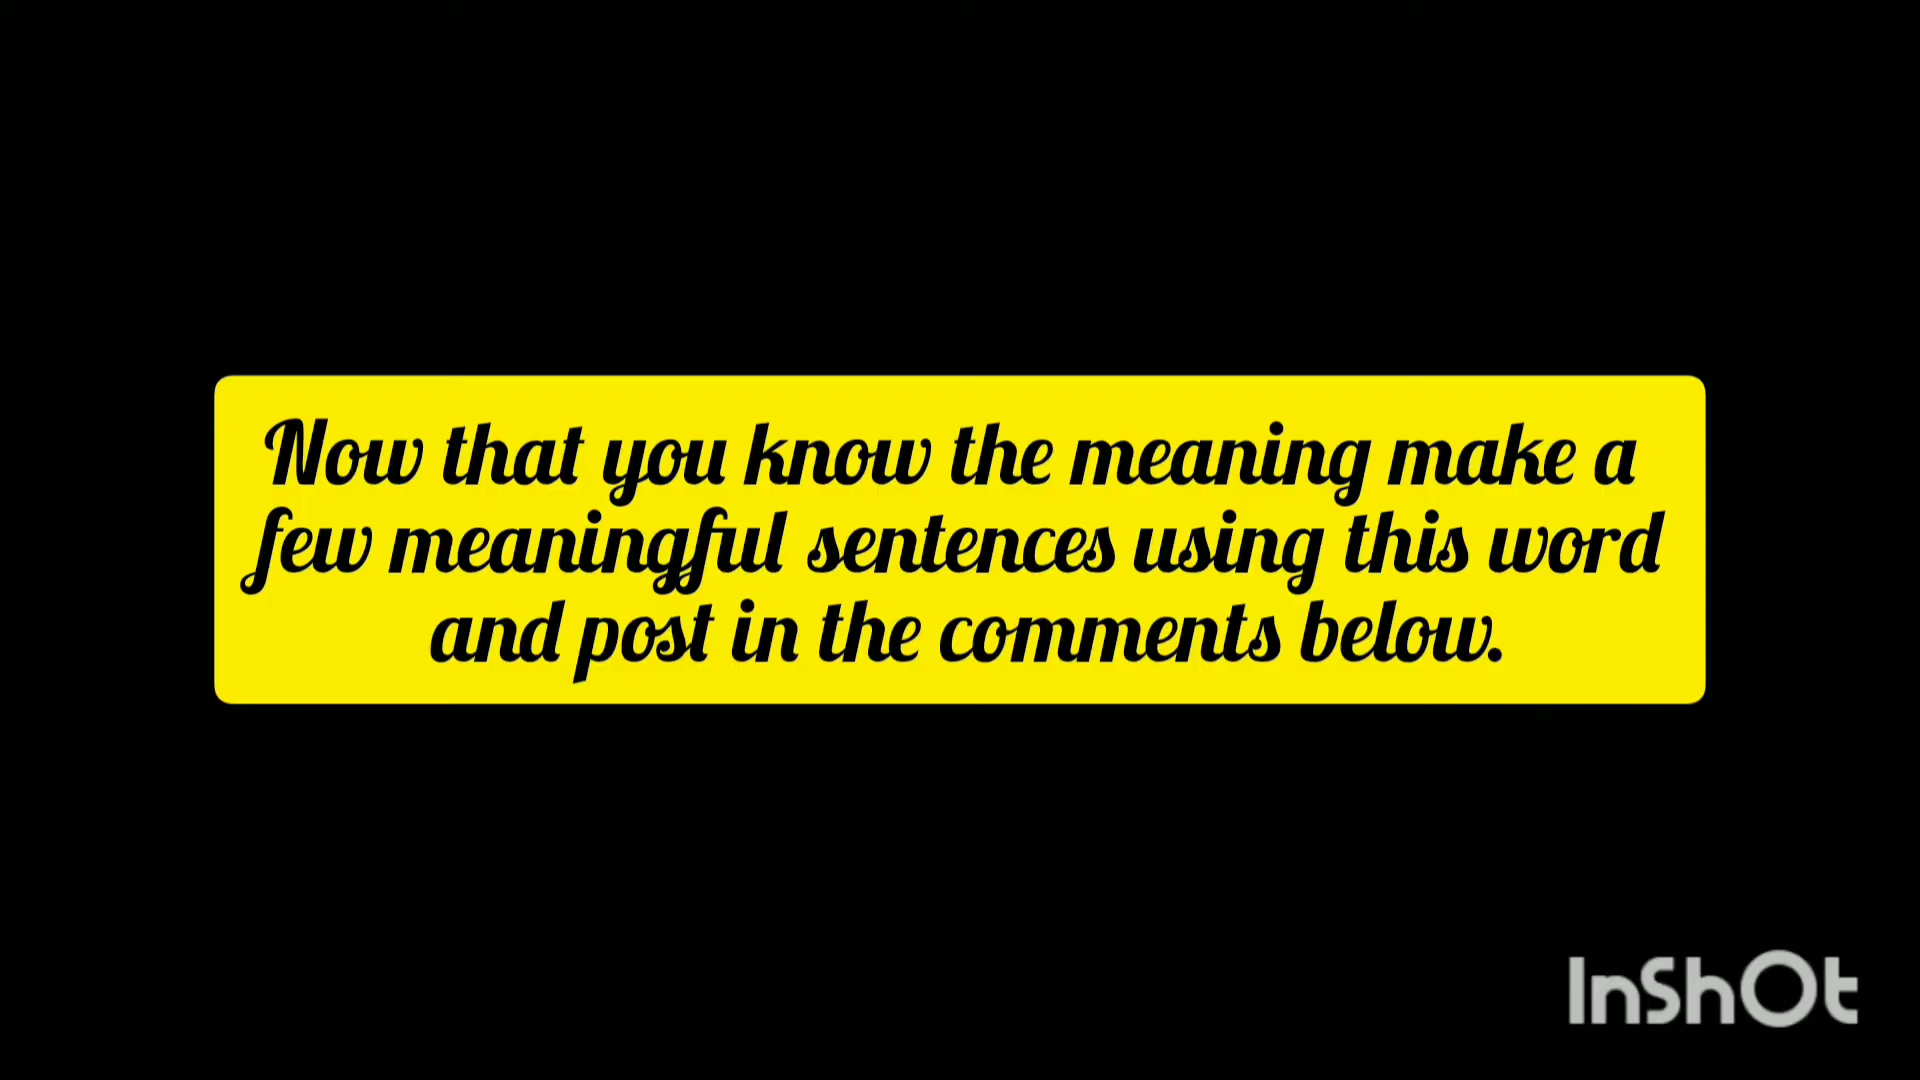 Now that you know the meaning make a
few meaningful sentences using this word
and post in the comments below.
InShOt